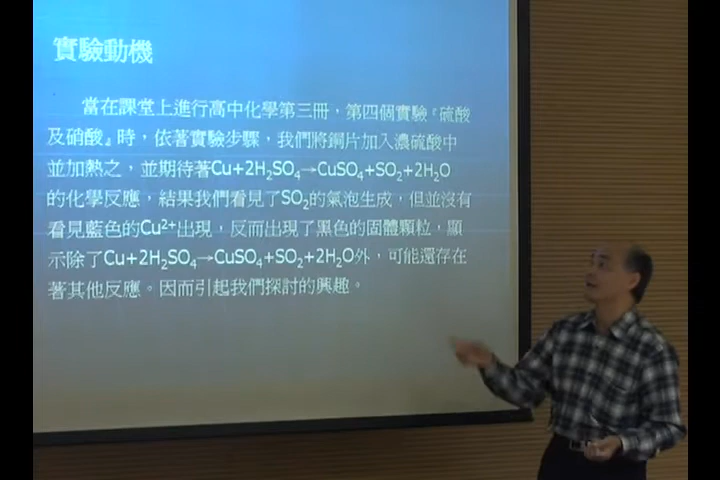 實驗動機
當在課堂上進行高中化學第三冊，第四個實驗『硫酸
及硝酸』時，依著實驗步驟，我們將銅片加入濃硫酸中
並加熱之，並期待著Cu+2H₂SO₄→CuSO₄+SO₂+2H₂O
的化學反應，結果我們看見了SO₂的氣泡生成，但並沒有
看見藍色的Cu²⁺出現，反而出現了黑色的固體顆粒，顯
示除了Cu+2H₂SO₄→CuSO₄+SO₂+2H₂O外，可能還存在
著其他反應。因而引起我們探討的興趣。